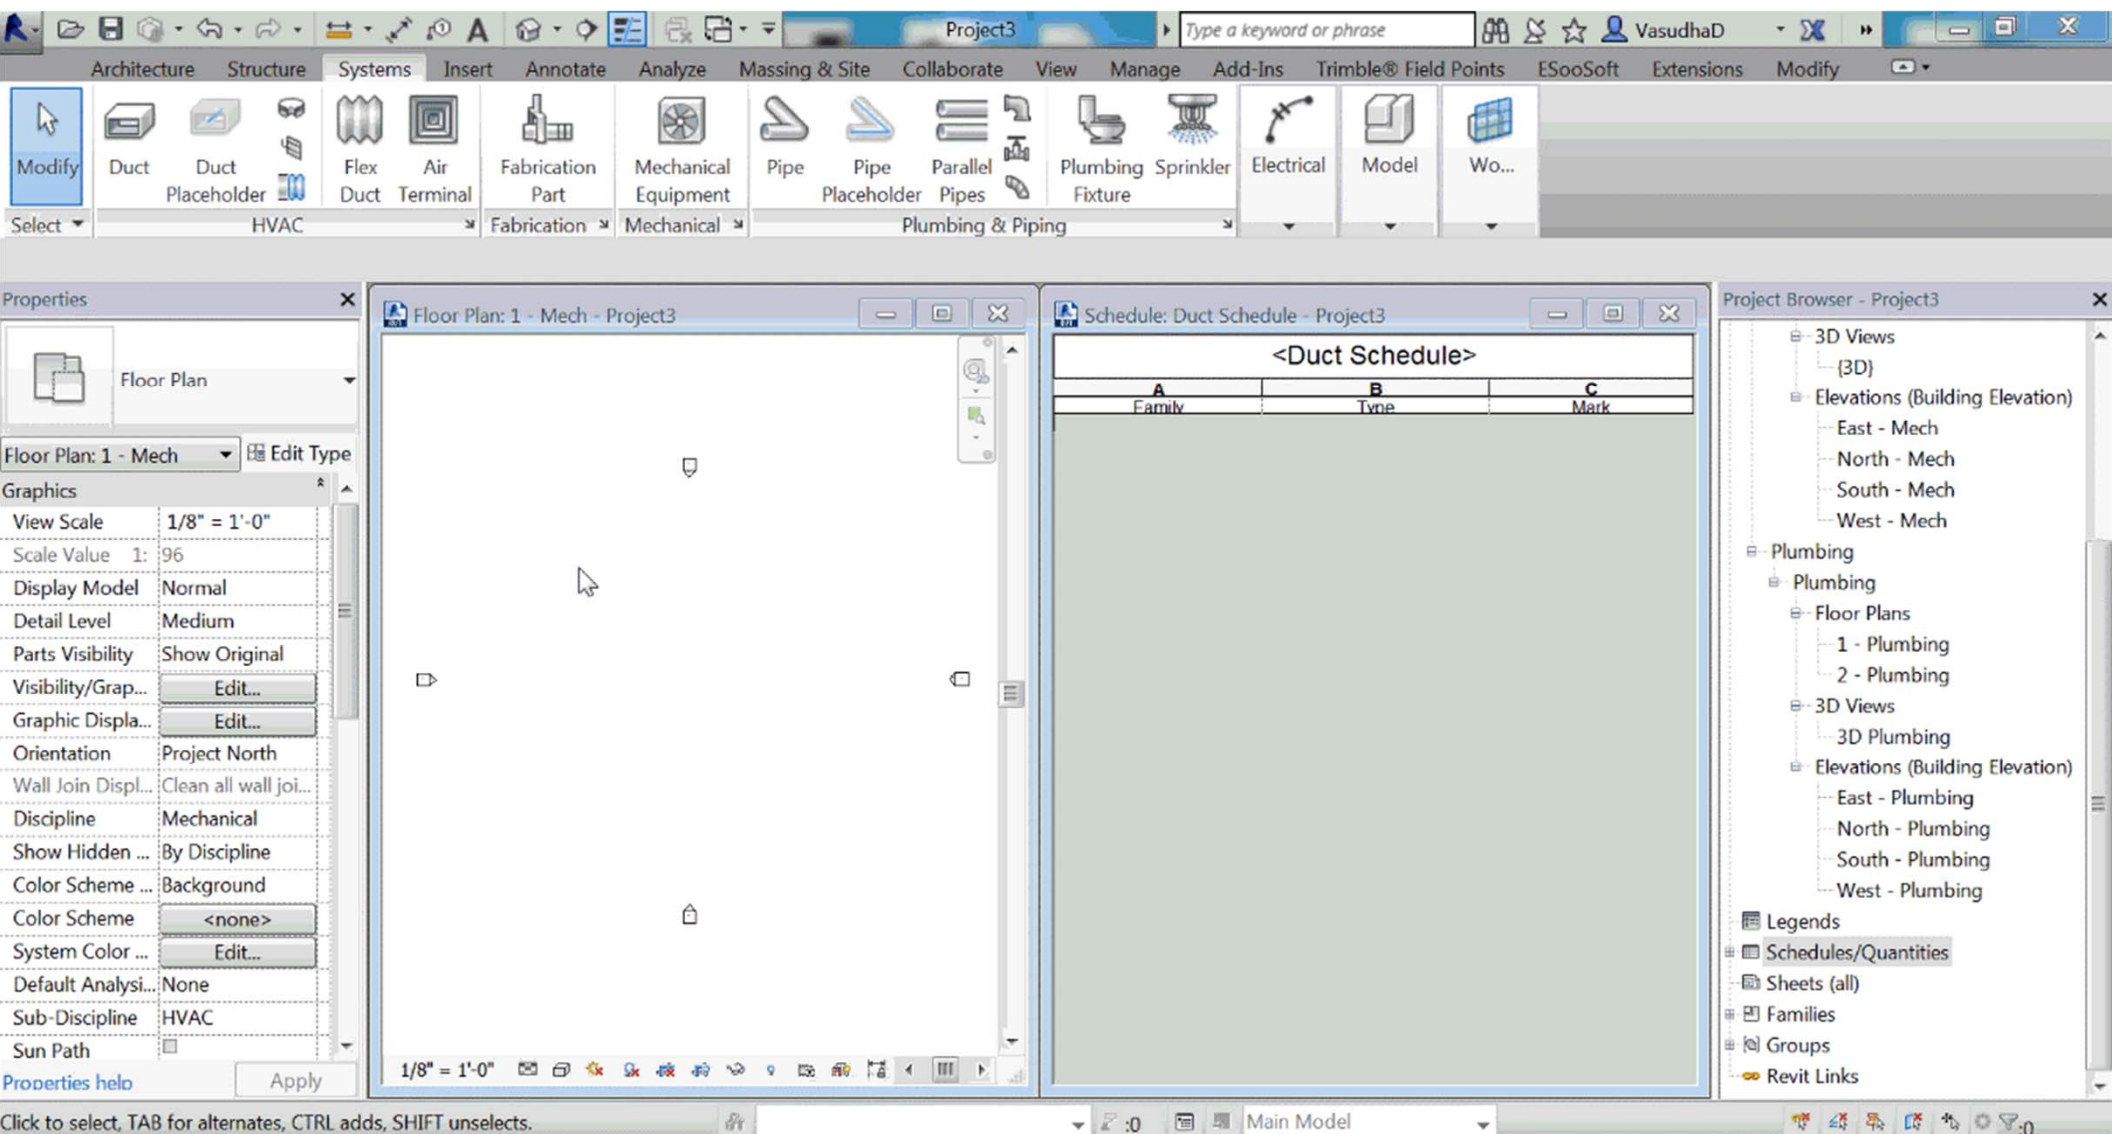 Project3
Type a keyword or phrase
VasudhaD
Architecture Structure Systems Insert Annotate Analyze Massing & Site Collaborate View Manage Add-Ins Trimble® Field Points ESooSoft Extensions Modify
Modify
Duct
Duct Placeholder
Flex Duct
Air Terminal
Fabrication Part
Mechanical Equipment
Pipe
Pipe Placeholder
Parallel Pipes
Plumbing Fixture
Sprinkler
Electrical
Model
Wo...
Select
HVAC
Fabrication
Mechanical
Plumbing & Piping
Properties
Floor Plan
Floor Plan: 1 - Mech
Edit Type
Graphics
View Scale 1/8" = 1'-0"
Scale Value 1: 96
Display Model Normal
Detail Level Medium
Parts Visibility Show Original
Visibility/Grap... Edit...
Graphic Displa... Edit...
Orientation Project North
Wall Join Displ... Clean all wall joi...
Discipline Mechanical
Show Hidden ... By Discipline
Color Scheme ... Background
Color Scheme <none>
System Color ... Edit...
Default Analysi... None
Sub-Discipline HVAC
Sun Path
Properties help
Apply
Floor Plan: 1 - Mech - Project3
1/8" = 1'-0"
Schedule: Duct Schedule - Project3
<Duct Schedule>
A B C
Family Type Mark
Project Browser - Project3
3D Views
{3D}
Elevations (Building Elevation)
East - Mech
North - Mech
South - Mech
West - Mech
Plumbing
Plumbing
Floor Plans
1 - Plumbing
2 - Plumbing
3D Views
3D Plumbing
Elevations (Building Elevation)
East - Plumbing
North - Plumbing
South - Plumbing
West - Plumbing
Legends
Schedules/Quantities
Sheets (all)
Families
Groups
Revit Links
Click to select, TAB for alternates, CTRL adds, SHIFT unselects.
:0
Main Model
:0